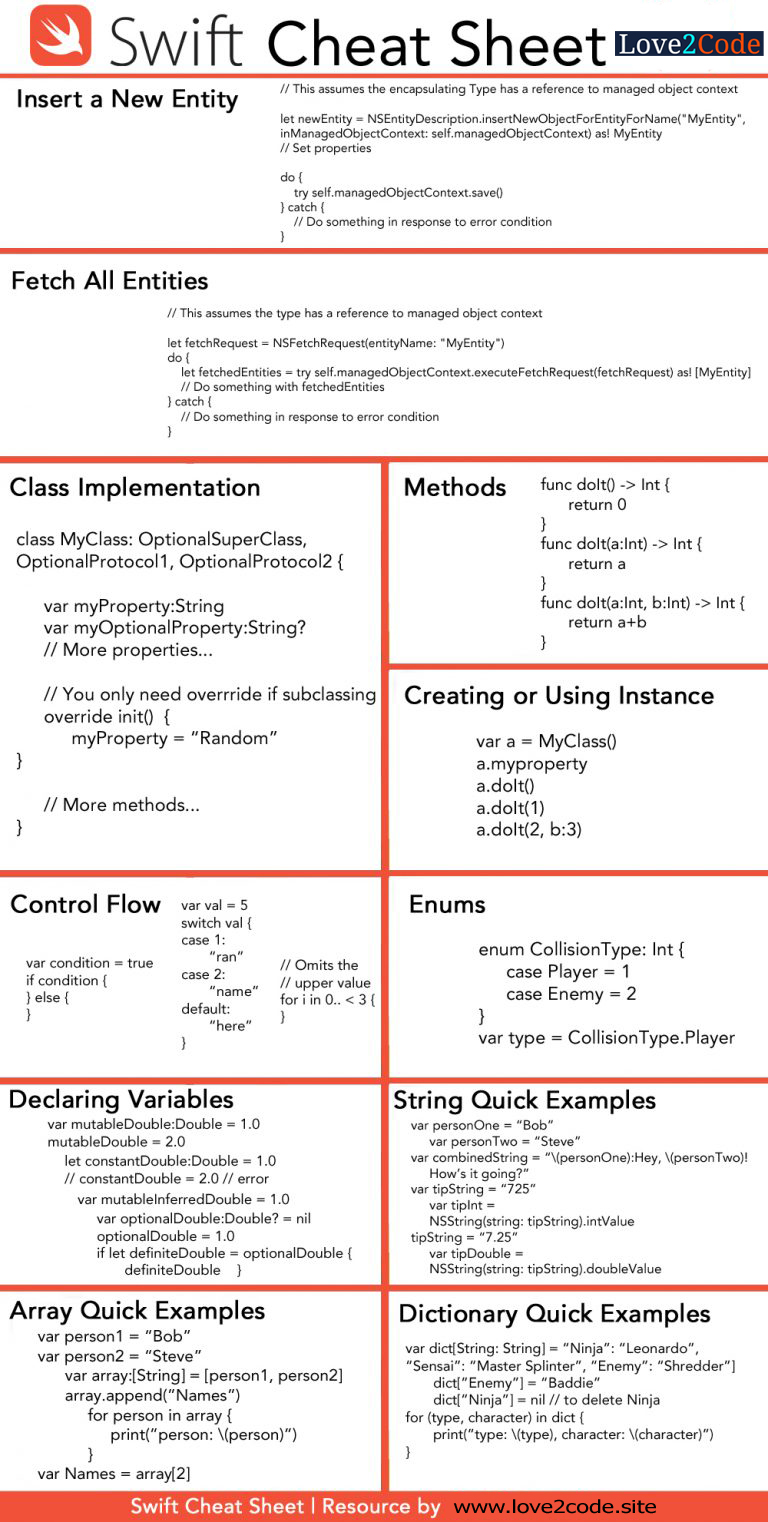 Swift Cheat Sheet Love2Code
Insert a New Entity
// This assumes the encapsulating Type has a reference to managed object context
let newEntity = NSEntityDescription.insertNewObjectForEntityForName("MyEntity",
inManagedObjectContext: self.managedObjectContext) as! MyEntity
// Set properties
do {
try self.managedObjectContext.save()
} catch {
// Do something in response to error condition
}
Fetch All Entities
// This assumes the type has a reference to managed object context
let fetchRequest = NSFetchRequest(entityName: "MyEntity")
do {
let fetchedEntities = try self.managedObjectContext.executeFetchRequest(fetchRequest) as! [MyEntity]
// Do something with fetchedEntities
} catch {
// Do something in response to error condition
}
Class Implementation
class MyClass: OptionalSuperClass,
OptionalProtocol1, OptionalProtocol2 {
var myProperty:String
var myOptionalProperty:String?
// More properties...
// You only need overrride if subclassing
override init() {
myProperty = “Random”
}
// More methods...
}
Methods
func doIt() -> Int {
return 0
}
func doIt(a:Int) -> Int {
return a
}
func doIt(a:Int, b:Int) -> Int {
return a+b
}
Creating or Using Instance
var a = MyClass()
a.myproperty
a.doIt()
a.doIt(1)
a.doIt(2, b:3)
Control Flow
var condition = true
if condition {
} else {
}
var val = 5
switch val {
case 1:
“ran”
case 2:
“name”
default:
“here”
}
// Omits the
// upper value
for i in 0.. < 3 {
}
Enums
enum CollisionType: Int {
case Player = 1
case Enemy = 2
}
var type = CollisionType.Player
Declaring Variables
var mutableDouble:Double = 1.0
mutableDouble = 2.0
let constantDouble:Double = 1.0
// constantDouble = 2.0 // error
var mutableInferredDouble = 1.0
var optionalDouble:Double? = nil
optionalDouble = 1.0
if let definiteDouble = optionalDouble {
definiteDouble }
String Quick Examples
var personOne = “Bob”
var personTwo = “Steve”
var combinedString = “\(personOne):Hey, \(personTwo)!
How’s it going?”
var tipString = “725”
var tipInt =
NSString(string: tipString).intValue
tipString = “7.25”
var tipDouble =
NSString(string: tipString).doubleValue
Array Quick Examples
var person1 = “Bob”
var person2 = “Steve”
var array:[String] = [person1, person2]
array.append(“Names”)
for person in array {
print(“person: \(person)”)
}
var Names = array[2]
Dictionary Quick Examples
var dict[String: String] = “Ninja”: “Leonardo”,
“Sensai”: “Master Splinter”, “Enemy”: “Shredder”]
dict[“Enemy”] = “Baddie”
dict[“Ninja”] = nil // to delete Ninja
for (type, character) in dict {
print(“type: \(type), character: \(character)”)
}
Swift Cheat Sheet | Resource by www.love2code.site